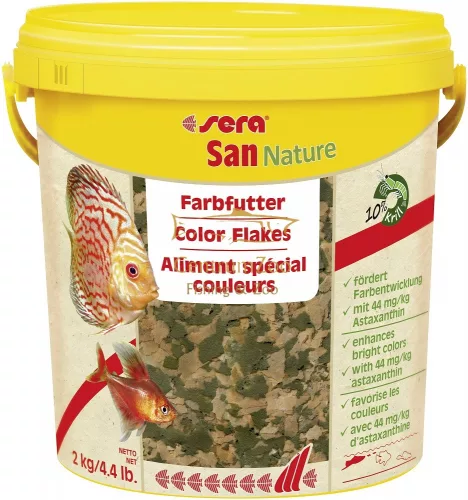 sera®
San Nature
10% Krill
Farbfutter
Color Flakes
Aliment spécial
couleurs
Fishing & Zoo
✓ fördert
Farbentwicklung
✓ mit 44 mg/kg
Astaxanthin
✓ enhances
bright colors
✓ with 44 mg/kg
astaxanthin
✓ favorise les
couleurs
✓ avec 44 mg/kg
d'astaxanthine
NETTO
NET
2 kg/4.4 lb.